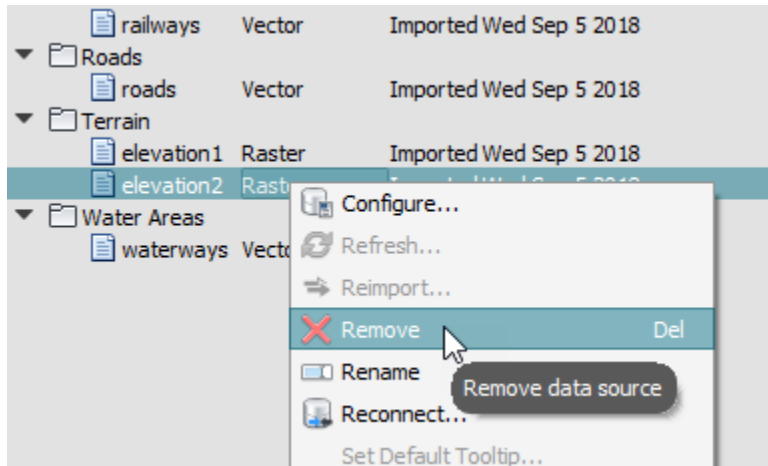 railways Vector Imported Wed Sep 5 2018
Roads
roads Vector Imported Wed Sep 5 2018
Terrain
elevation1 Raster Imported Wed Sep 5 2018
elevation2
Water Areas
waterways
Configure...
Refresh...
Reimport...
Remove Del
Rename
Remove data source
Reconnect...
Set Default Tooltip...